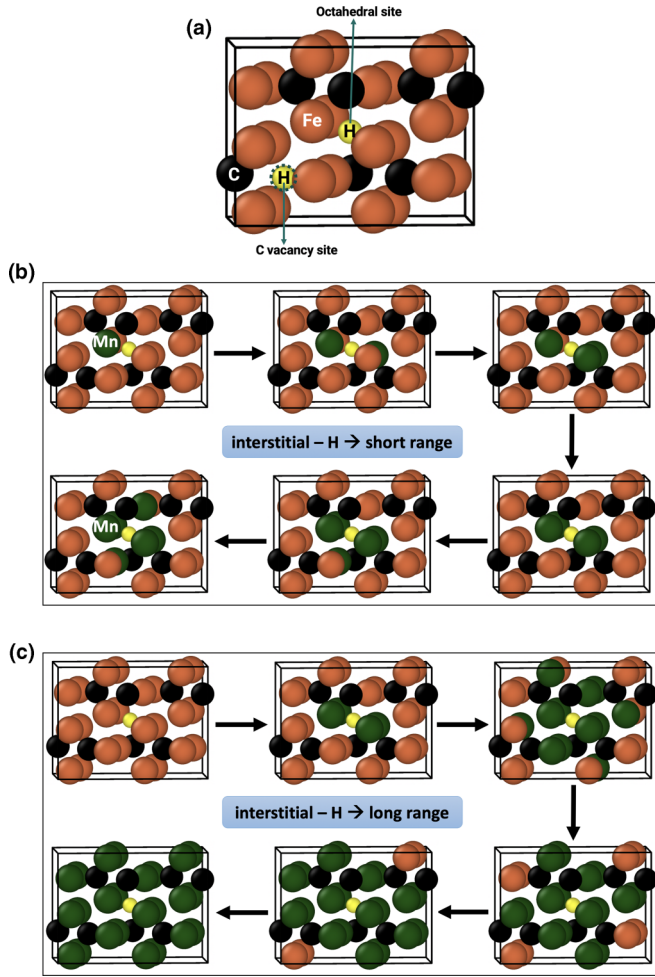 Octahedral site
(a)
Fe
H
C
H
C vacancy site
(b)
Mn
interstitial – H → short range
Mn
(c)
interstitial – H → long range